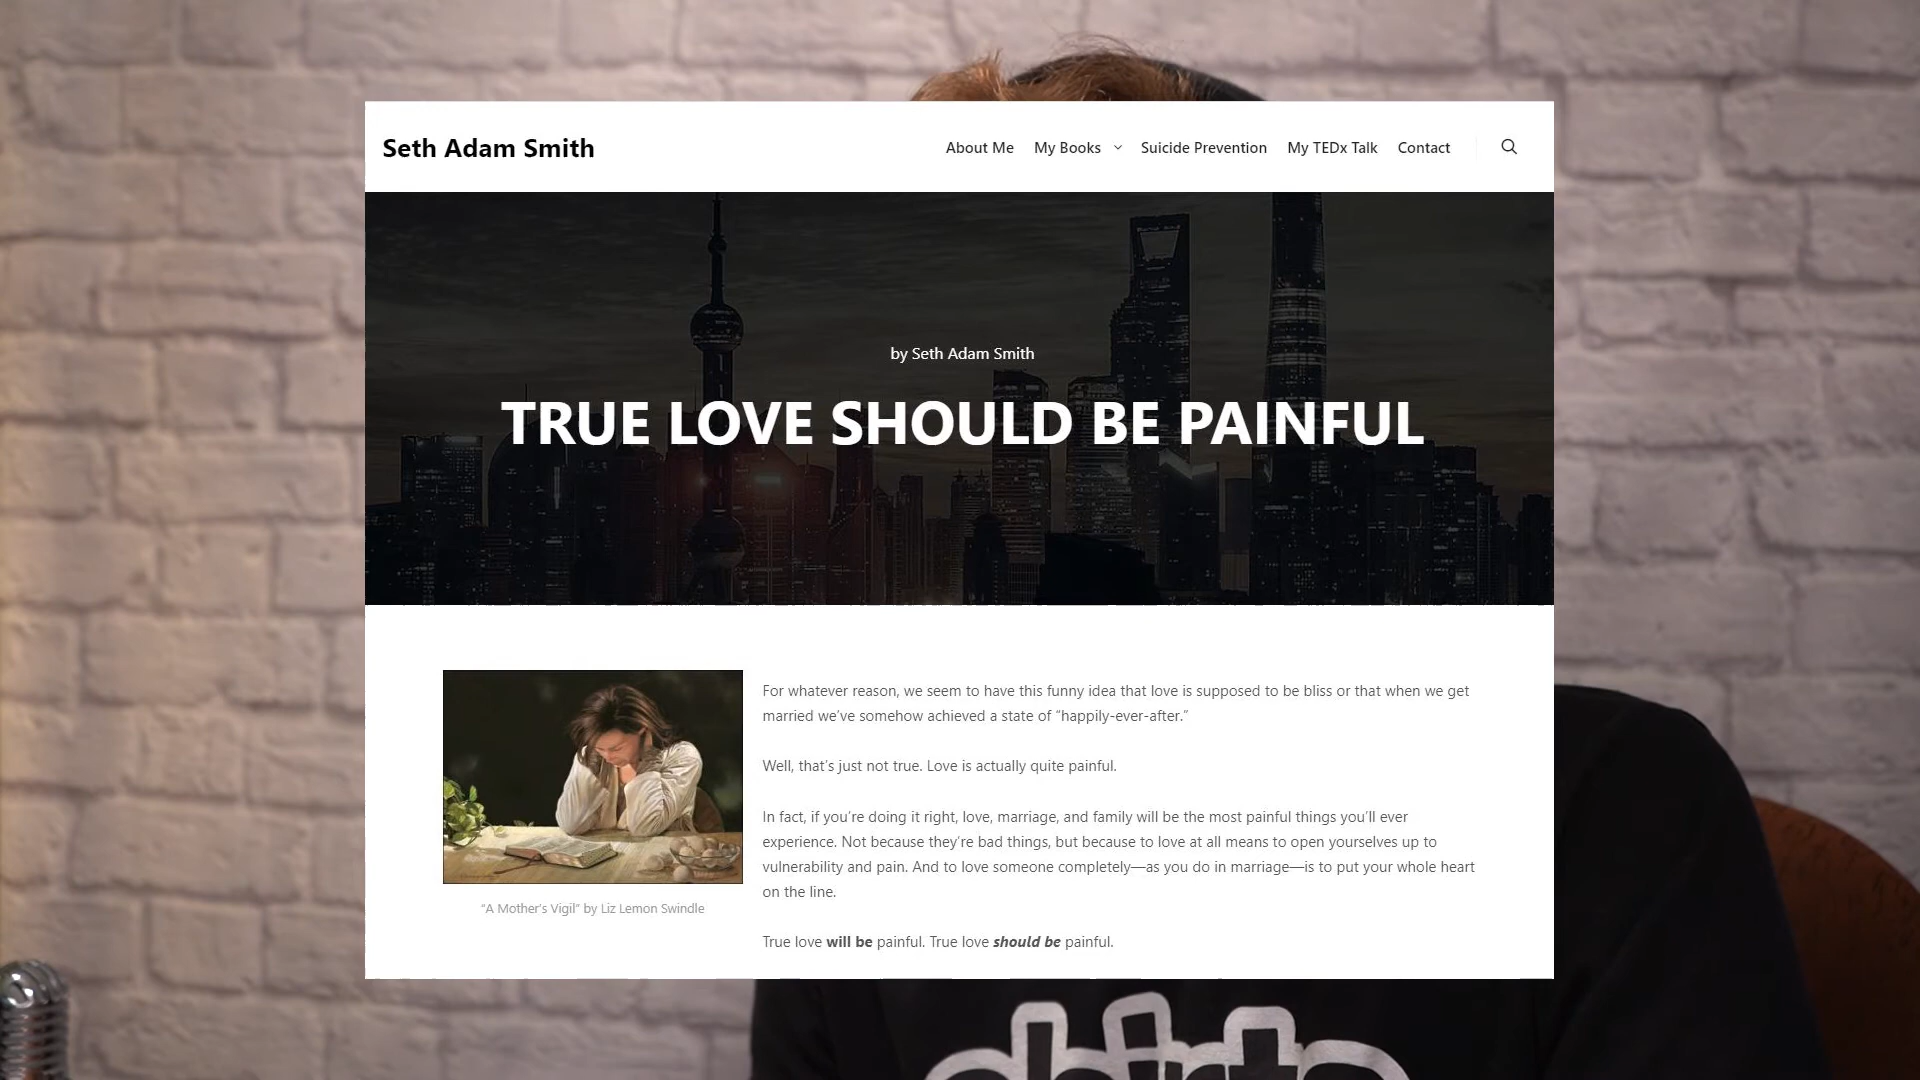 Seth Adam Smith
About Me My Books Suicide Prevention My TEDx Talk Contact
by Seth Adam Smith
TRUE LOVE SHOULD BE PAINFUL
For whatever reason, we seem to have this funny idea that love is supposed to be bliss or that when we get
married we’ve somehow achieved a state of “happily-ever-after.”
Well, that’s just not true. Love is actually quite painful.
In fact, if you’re doing it right, love, marriage, and family will be the most painful things you’ll ever
experience. Not because they’re bad things, but because to love at all means to open yourselves up to
vulnerability and pain. And to love someone completely—as you do in marriage—is to put your whole heart
on the line.
True love will be painful. True love should be painful.
“A Mother’s Vigil” by Liz Lemon Swindle